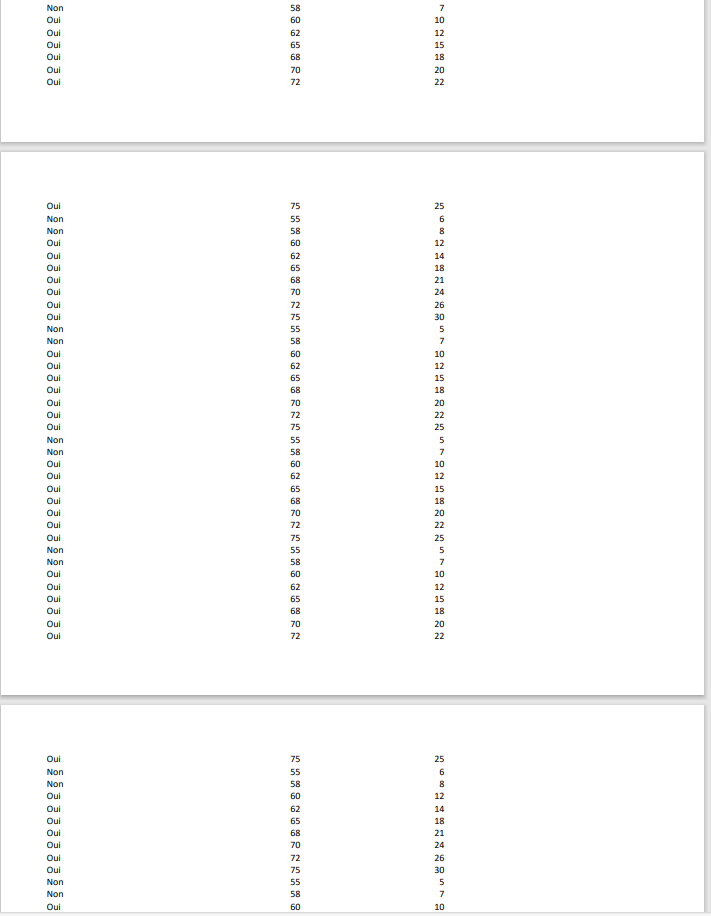 Non 58 7
Oui 60 10
Oui 62 12
Oui 65 15
Oui 68 18
Oui 70 20
Oui 72 22
Oui 75 25
Non 55 6
Non 58 8
Oui 60 12
Oui 62 14
Oui 65 18
Oui 68 21
Oui 70 24
Oui 72 26
Oui 75 30
Non 55 5
Non 58 7
Oui 60 10
Oui 62 12
Oui 65 15
Oui 68 18
Oui 70 20
Oui 72 22
Oui 75 25
Non 55 5
Non 58 7
Oui 60 10
Oui 62 12
Oui 65 15
Oui 68 18
Oui 70 20
Oui 72 22
Oui 75 25
Non 55 5
Non 58 7
Oui 60 10
Oui 62 12
Oui 65 15
Oui 68 18
Oui 70 20
Oui 72 22
Oui 75 25
Non 55 6
Non 58 8
Oui 60 12
Oui 62 14
Oui 65 18
Oui 68 21
Oui 70 24
Oui 72 26
Oui 75 30
Non 55 5
Non 58 7
Oui 60 10